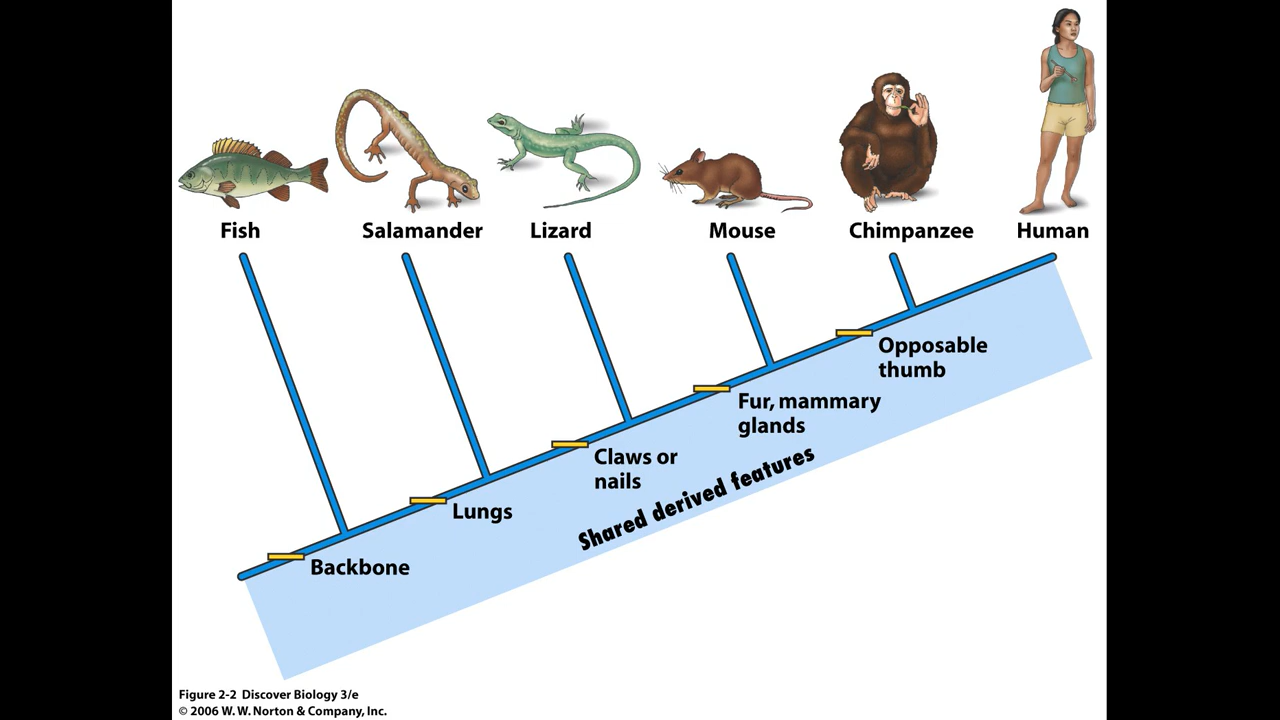 Fish
Salamander
Lizard
Mouse
Chimpanzee
Human
Opposable
thumb
Fur, mammary
glands
Claws or
nails
Lungs
Backbone
Shared derived features
Figure 2-2 Discover Biology 3/e
© 2006 W. W. Norton & Company, Inc.